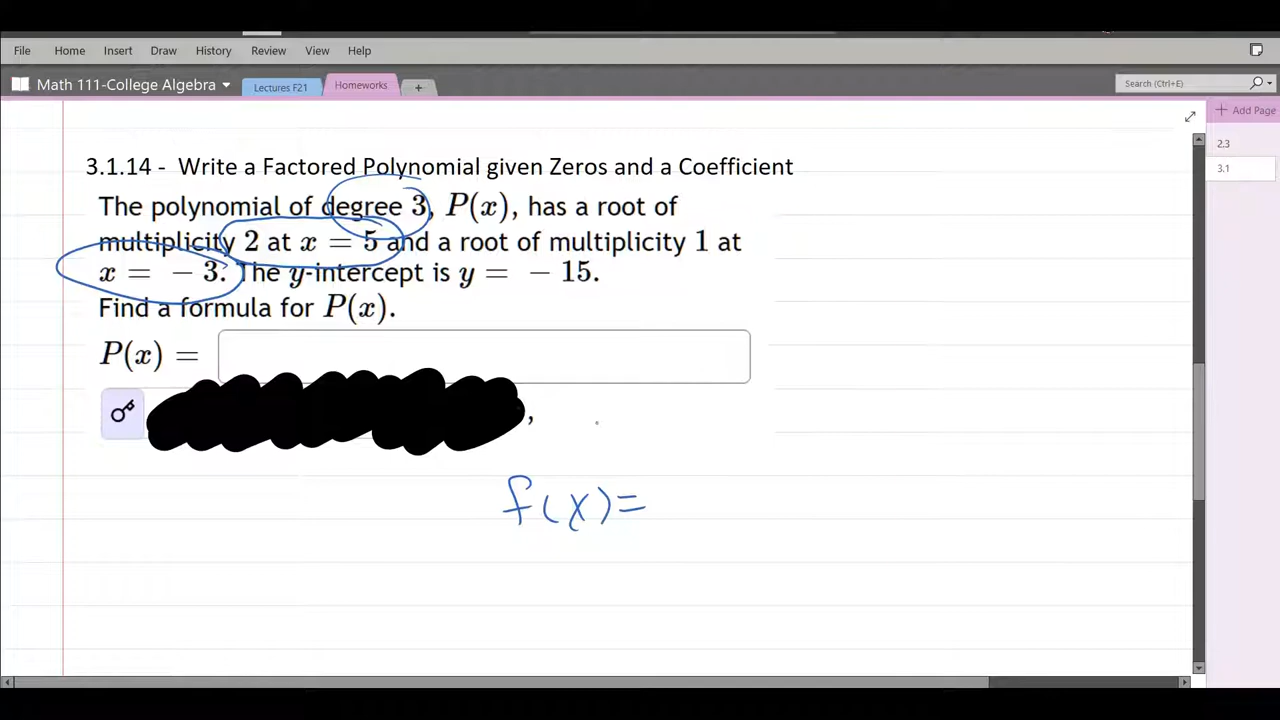 File Home Insert Draw History Review View Help
Math 111-College Algebra Lectures F21 Homeworks + Search (Ctrl+E)
+ Add Page
2.3
3.1
3.1.14 - Write a Factored Polynomial given Zeros and a Coefficient
The polynomial of degree 3, P(x), has a root of
multiplicity 2 at x = 5 and a root of multiplicity 1 at
x = − 3. The y-intercept is y = − 15.
Find a formula for P(x).
P(x) =
,
f(x)=